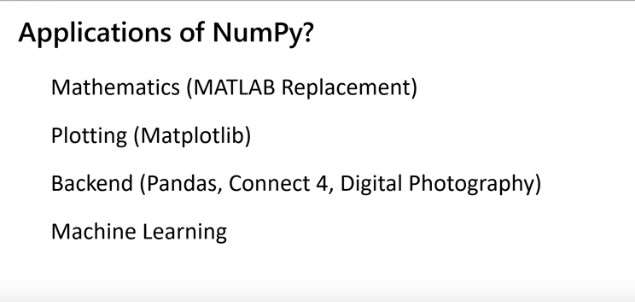 Applications of NumPy?
Mathematics (MATLAB Replacement)
Plotting (Matplotlib)
Backend (Pandas, Connect 4, Digital Photography)
Machine Learning